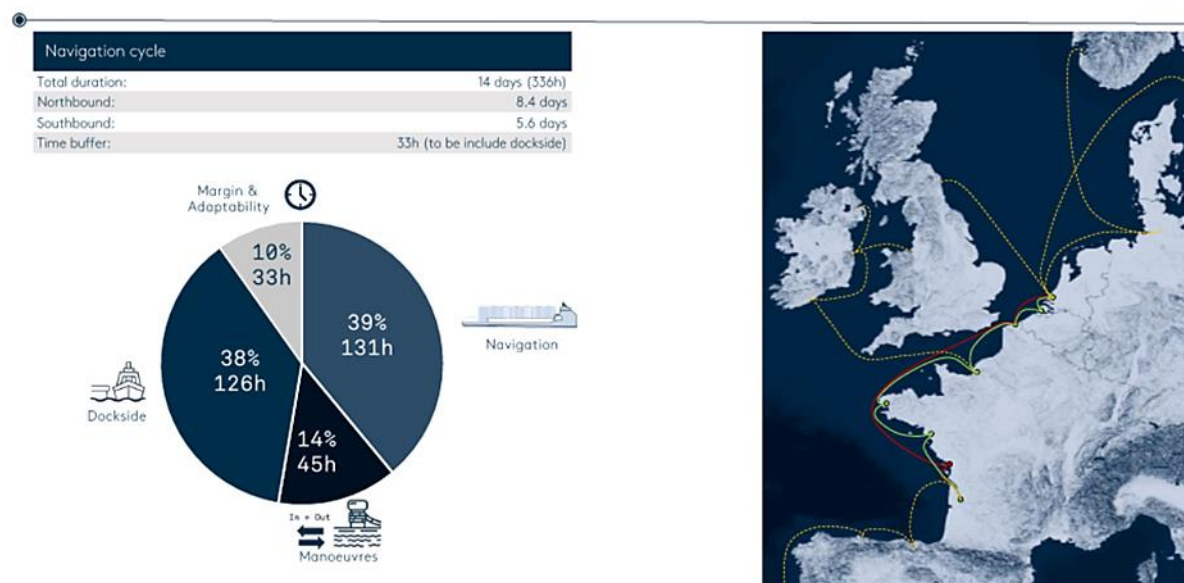 Navigation cycle
Total duration: 14 days (336h)
Northbound: 8.4 days
Southbound: 5.6 days
Time buffer: 33h (to be include dockside)
Margin &
Adaptability
10%
33h
39%
131h
Navigation
38%
126h
Dockside
14%
45h
In + Out
Manoeuvres